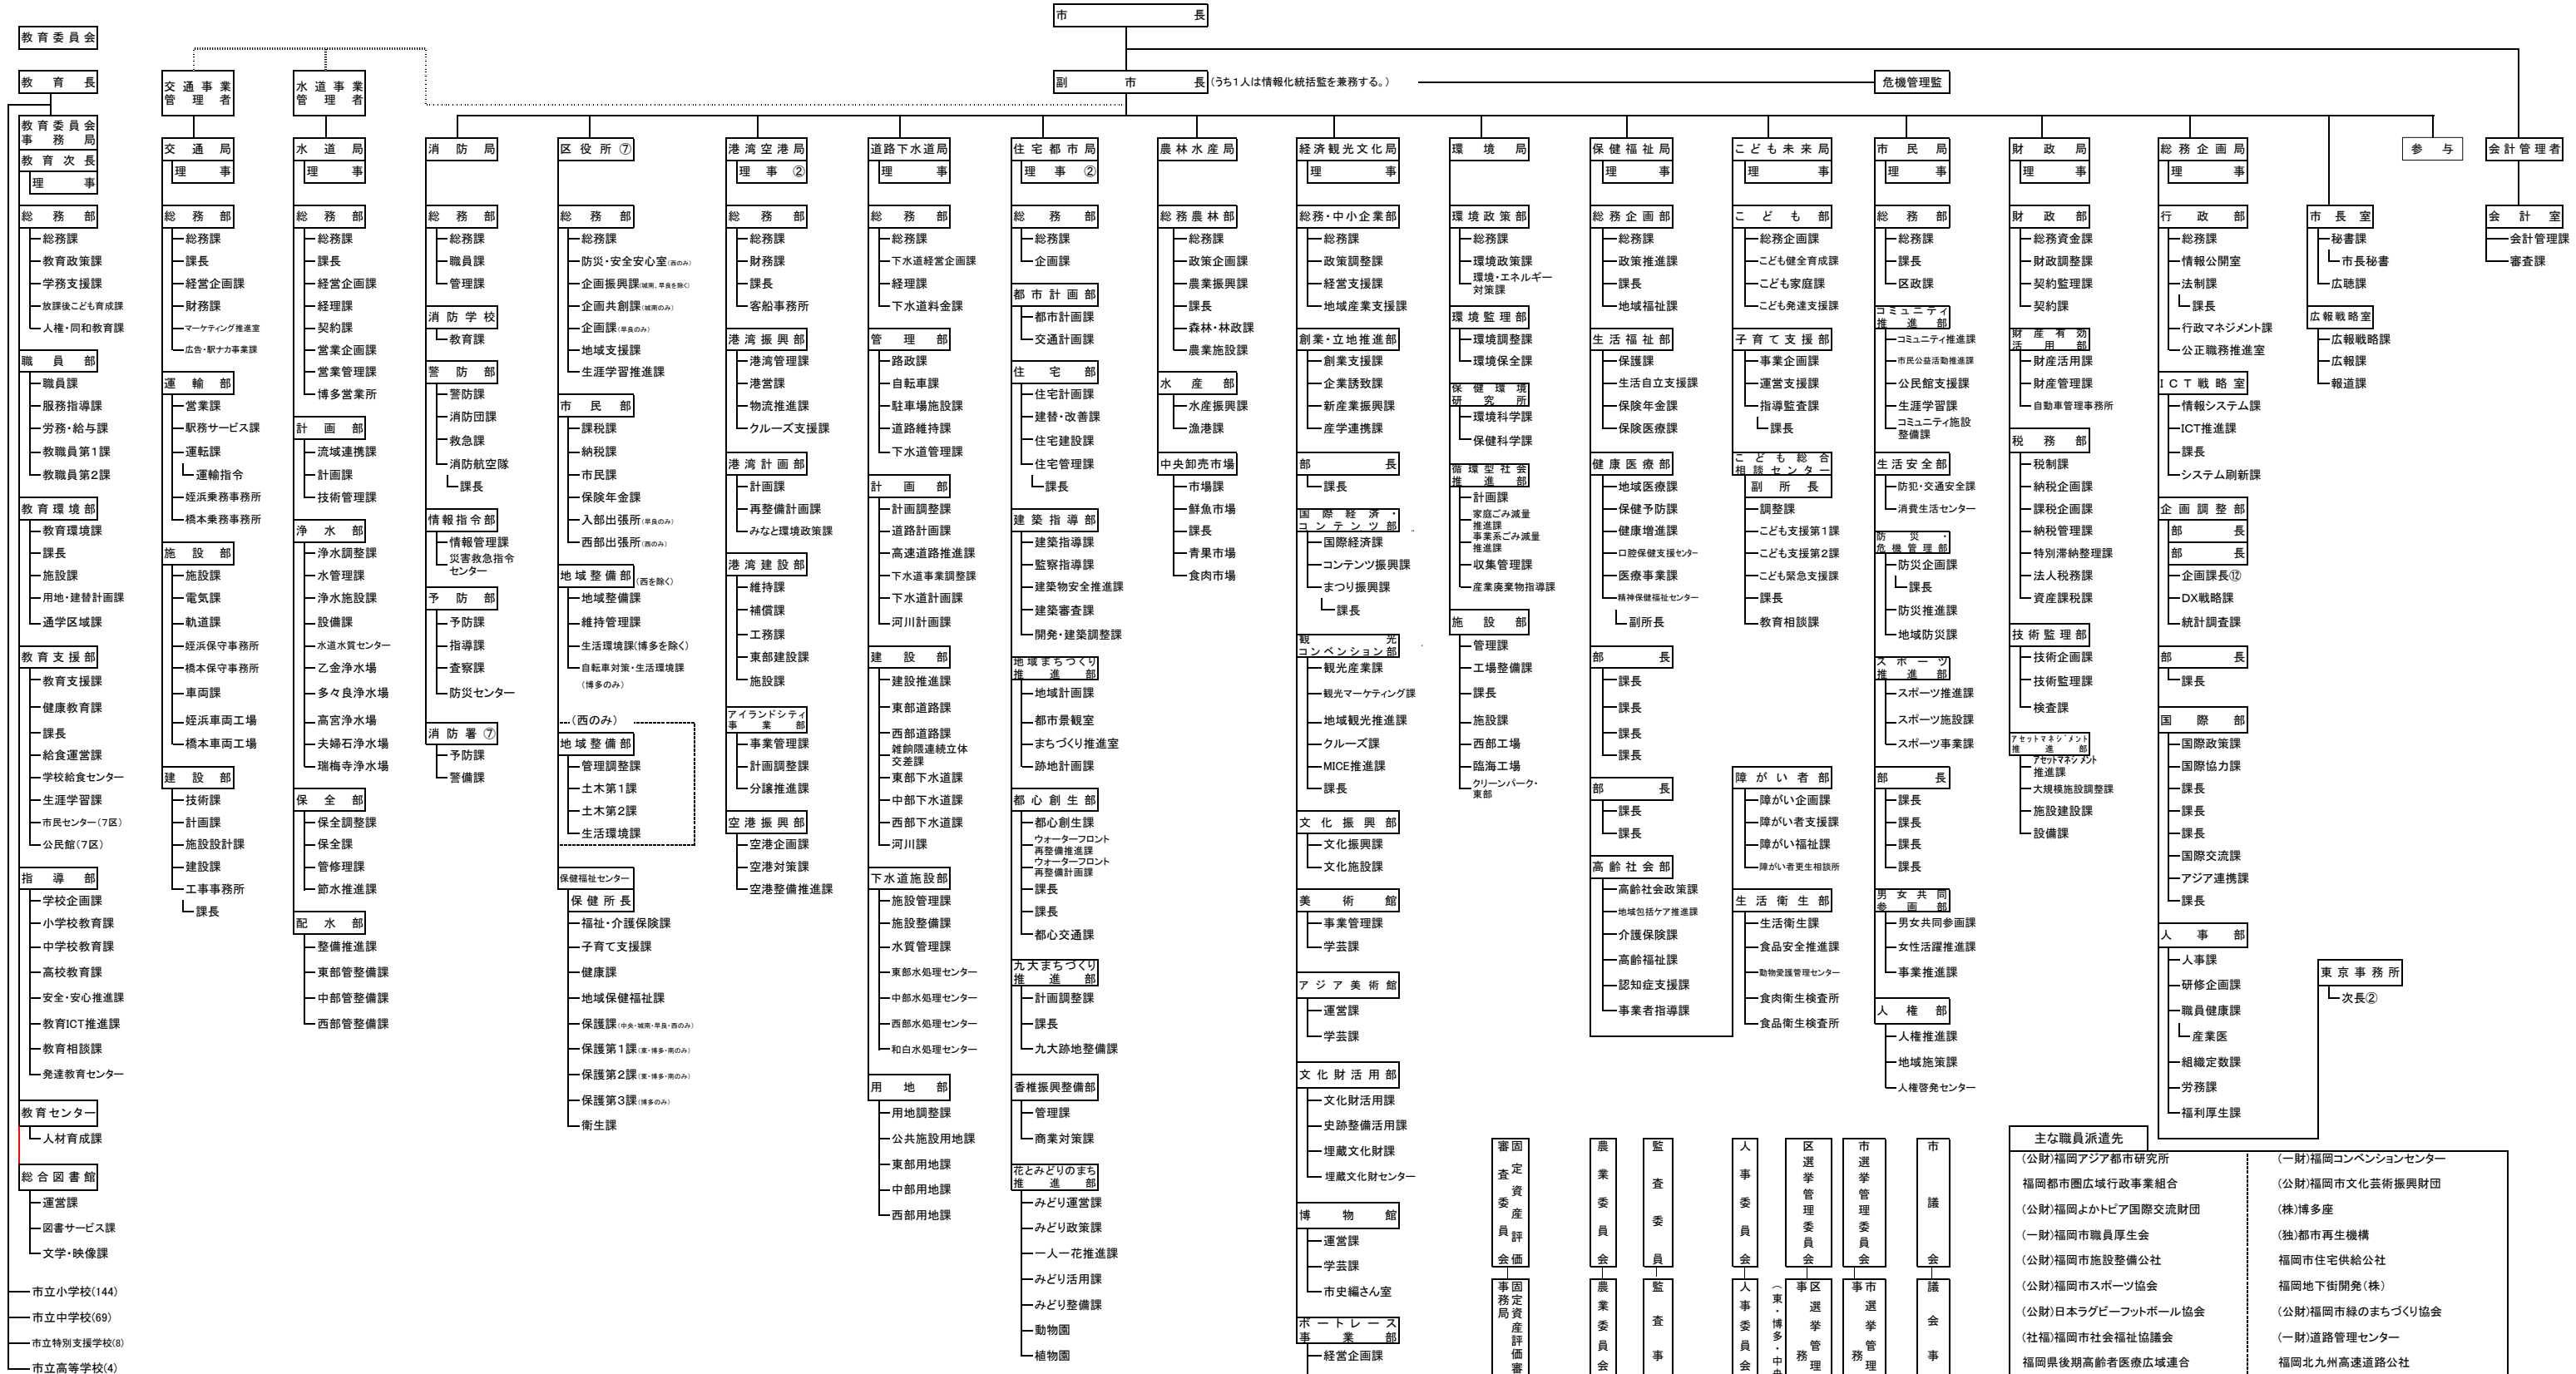 市長
教育委員会
教育長
交通事業
管理者
水道事業
管理者
副市長
(うち1人は情報化統括監を兼務する。)
危機管理監
教育委員会
事務局
教育次長
理事
総務部
総務課
教育政策課
学務支援課
放課後こども育成課
人権・同和教育課
職員部
職員課
服務指導課
労務・給与課
教職員第1課
教職員第2課
教育環境部
教育環境課
課長
施設課
用地・建替計画課
通学区域課
教育支援部
教育支援課
健康教育課
課長
給食運営課
学校給食センター
生涯学習課
市民センター(7区)
公民館(7区)
指導部
学校企画課
小学校教育課
中学校教育課
高校教育課
安全・安心推進課
教育ICT推進課
教育相談課
発達教育センター
教育センター
人材育成課
総合図書館
運営課
図書サービス課
文学・映像課
市立小学校(144)
市立中学校(69)
市立特別支援学校(8)
市立高等学校(4)
交通局
理事
総務部
総務課
課長
経営企画課
財務課
マーケティング推進室
広告・駅ナカ事業課
運輸部
営業課
駅務サービス課
運転課
運輸指令
姪浜乗務事務所
橋本乗務事務所
施設部
施設課
電気課
軌道課
姪浜保守事務所
橋本保守事務所
車両課
姪浜車両工場
橋本車両工場
建設部
技術課
計画課
施設設計課
建設課
工事事務所
課長
水道局
理事
総務部
総務課
課長
経営企画課
経理課
契約課
営業企画課
営業管理課
博多営業所
計画部
流域連携課
計画課
技術管理課
浄水部
浄水調整課
水管理課
浄水施設課
設備課
水道水質センター
乙金浄水場
多々良浄水場
高宮浄水場
夫婦石浄水場
瑞梅寺浄水場
保全部
保全調整課
保全課
管修理課
節水推進課
配水部
整備推進課
東部管整備課
中部管整備課
西部管整備課
消防局
総務部
総務課
職員課
管理課
消防学校
教育課
警防部
警防課
消防団課
救急課
消防航空隊
課長
情報指令部
情報管理課
災害救急指令
センター
予防部
予防課
指導課
査察課
防災センター
消防署⑦
予防課
警備課
区役所⑦
総務部
総務課
防災・安全安心室(西のみ)
企画振興課(城南、早良を除く)
企画共創課(城南のみ)
企画課(早良のみ)
地域支援課
生涯学習推進課
市民部
課税課
納税課
市民課
保険年金課
入部出張所(早良のみ)
西部出張所(西のみ)
地域整備部(西を除く)
地域整備課
維持管理課
生活環境課(博多を除く)
自転車対策・生活環境課
(博多のみ)
(西のみ)
地域整備部
管理調整課
土木第1課
土木第2課
生活環境課
保健福祉センター
保健所長
福祉・介護保険課
子育て支援課
健康課
地域保健福祉課
保護課(中央・城南・早良・西のみ)
保護第1課(東・博多・南のみ)
保護第2課(東・博多・南のみ)
保護第3課(博多のみ)
衛生課
港湾空港局
理事②
総務部
総務課
財務課
課長
客船事務所
港湾振興部
港湾管理課
港営課
物流推進課
クルーズ支援課
港湾計画部
計画課
再整備計画課
みなと環境政策課
港湾建設部
維持課
補償課
工務課
東部建設課
施設課
アイランドシティ
事業部
事業管理課
計画調整課
分譲推進課
空港振興部
空港企画課
空港対策課
空港整備推進課
道路下水道局
理事
総務部
総務課
下水道経営企画課
経理課
下水道料金課
管理部
路政課
自転車課
駐車場施設課
道路維持課
下水道管理課
計画部
計画調整課
道路計画課
高速道路推進課
下水道事業調整課
下水道計画課
河川計画課
建設部
建設推進課
東部道路課
西部道路課
雑餉隈連続立体
交差課
東部下水道課
中部下水道課
西部下水道課
河川課
下水道施設部
施設管理課
施設整備課
水質管理課
東部水処理センター
中部水処理センター
西部水処理センター
和白水処理センター
用地部
用地調整課
公共施設用地課
東部用地課
中部用地課
西部用地課
住宅都市局
理事②
総務部
総務課
企画課
都市計画部
都市計画課
交通計画課
住宅部
住宅計画課
建替・改善課
住宅建設課
住宅管理課
課長
建築指導部
建築指導課
監察指導課
建築物安全推進課
建築審査課
開発・建築調整課
地域まちづくり
推進部
地域計画課
都市景観室
まちづくり推進室
跡地計画課
都心創生部
都心創生課
ウォーターフロント
再整備推進課
ウォーターフロント
再整備計画課
課長
課長
都心交通課
九大まちづくり
推進部
計画調整課
課長
九大跡地整備課
香椎振興整備部
管理課
商業対策課
花とみどりのまち
推進部
みどり運営課
みどり政策課
一人一花推進課
みどり活用課
みどり整備課
動物園
植物園
農林水産局
総務農林部
総務課
政策企画課
農業振興課
課長
森林・林政課
農業施設課
水産部
水産振興課
漁港課
中央卸売市場
市場課
鮮魚市場
課長
青果市場
食肉市場
経済観光文化局
理事
総務・中小企業部
総務課
政策調整課
経営支援課
地域産業支援課
創業・立地推進部
創業支援課
企業誘致課
新産業振興課
産学連携課
部長
課長
国際経済・
コンテンツ部
国際経済課
コンテンツ振興課
まつり振興課
課長
観光
コンベンション部
観光産業課
観光マーケティング課
地域観光推進課
クルーズ課
MICE推進課
課長
文化振興部
文化振興課
文化施設課
美術館
事業管理課
学芸課
アジア美術館
運営課
学芸課
文化財活用部
文化財活用課
史跡整備活用課
埋蔵文化財課
埋蔵文化財センター
博物館
運営課
学芸課
市史編さん室
ボートレース
事業部
経営企画課
環境局
環境政策部
総務課
環境政策課
環境・エネルギー
対策課
環境監理部
環境調整課
環境保全課
保健環境
研究所
環境科学課
保健科学課
循環型社会
推進部
計画課
家庭ごみ減量
推進課
事業系ごみ減量
推進課
収集管理課
産業廃棄物指導課
施設部
管理課
工場整備課
課長
施設課
西部工場
臨海工場
クリーンパーク・
東部
保健福祉局
理事
総務企画部
総務課
政策推進課
課長
地域福祉課
生活福祉部
保護課
生活自立支援課
保険年金課
保険医療課
健康医療部
地域医療課
保健予防課
健康増進課
口腔保健支援センター
医療事業課
精神保健福祉センター
副所長
部長
課長
課長
課長
課長
部長
課長
課長
高齢社会部
高齢社会政策課
地域包括ケア推進課
介護保険課
高齢福祉課
認知症支援課
事業者指導課
こども未来局
理事
こども部
総務企画課
こども健全育成課
こども家庭課
こども発達支援課
子育て支援部
事業企画課
運営支援課
指導監査課
課長
こども総合
相談センター
副所長
調整課
こども支援第1課
こども支援第2課
こども緊急支援課
課長
教育相談課
障がい者部
障がい企画課
障がい者支援課
障がい福祉課
障がい者更生相談所
生活衛生部
生活衛生課
食品安全推進課
動物愛護管理センター
食肉衛生検査所
食品衛生検査所
市民局
理事
総務部
総務課
課長
区政課
コミュニティ
推進部
コミュニティ推進課
市民公益活動推進課
公民館支援課
生涯学習課
コミュニティ施設
整備課
生活安全部
防犯・交通安全課
消費生活センター
防災・
危機管理部
防災企画課
課長
防災推進課
地域防災課
スポーツ
推進部
スポーツ推進課
スポーツ施設課
スポーツ事業課
部長
課長
課長
課長
課長
男女共同
参画部
男女共同参画課
女性活躍推進課
事業推進課
人権部
人権推進課
地域施策課
人権啓発センター
財政局
理事
財政部
総務資金課
財政調整課
契約監理課
契約課
財産有効
活用部
財産活用課
財産管理課
自動車管理事務所
税務部
税制課
納税企画課
課税企画課
納税管理課
特別滞納整理課
法人税務課
資産課税課
技術監理部
技術企画課
技術監理課
検査課
アセットマネジメント
推進部
アセットマネジメント
推進課
大規模施設調整課
施設建設課
設備課
総務企画局
理事
行政部
総務課
情報公開室
法制課
課長
行政マネジメント課
公正職務推進室
ICT戦略室
情報システム課
ICT推進課
課長
システム刷新課
企画調整部
部長
部長
企画課長⑫
DX戦略課
統計調査課
部長
課長
国際部
国際政策課
国際協力課
課長
課長
課長
国際交流課
アジア連携課
課長
人事部
人事課
研修企画課
職員健康課
産業医
組織定数課
労務課
福利厚生課
市長室
秘書課
市長秘書
広聴課
広報戦略室
広報戦略課
広報課
報道課
東京事務所
次長②
参与
会計管理者
会計室
会計管理課
審査課
固定資産評価
審査委員会
固定資産評価審
事務局
農業委員会
農業委員会
監査委員
監査事
人事委員会
人事委員会
区選挙管理委員会
区選挙管理
事務
(東・博多・中央
市選挙管理委員会
市選挙管理
事務
市議会
議会事
主な職員派遣先
(公財)福岡アジア都市研究所
福岡都市圏広域行政事業組合
(公財)福岡よかトピア国際交流財団
(一財)福岡市職員厚生会
(公財)福岡市施設整備公社
(公財)福岡市スポーツ協会
(公財)日本ラグビーフットボール協会
(社福)福岡市社会福祉協議会
福岡県後期高齢者医療広域連合
(一財)福岡コンベンションセンター
(公財)福岡市文化芸術振興財団
(株)博多座
(独)都市再生機構
福岡市住宅供給公社
福岡地下街開発(株)
(公財)福岡市緑のまちづくり協会
(一財)道路管理センター
福岡北九州高速道路公社